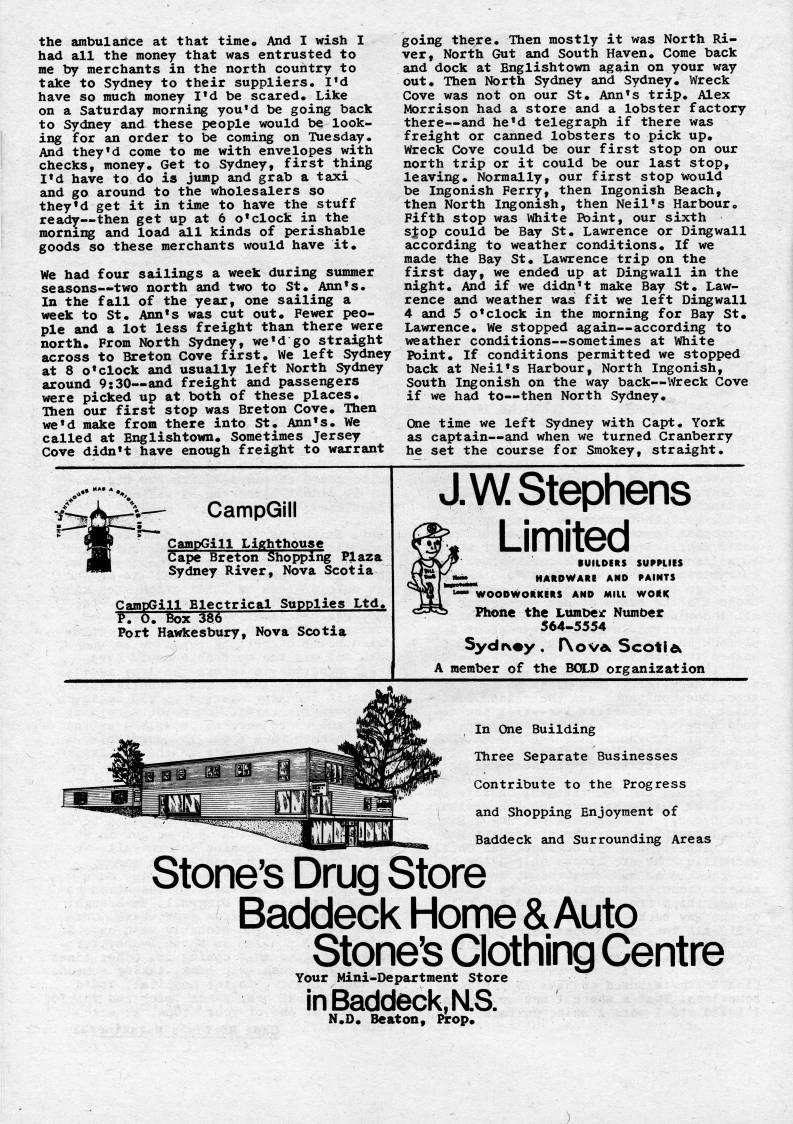 the ambulance at that time. And I wish I
had all the money that was entrusted to
me by merchants in the north country to
take to Sydney to their suppliers. I'd
have so much money I'd be scared. Like
on a Saturday morning you'd be going back
to Sydney and these people would be look-
ing for an order to be coming on Tuesday.
And they'd come to me with envelopes with
checks, money. Get to Sydney, first thing
I'd have to do is jump and grab a taxi
and go around to the wholesalers so
they'd get it in time to have the stuff
ready--then get up at 6 o'clock in the
morning and load all kinds of perishable
goods so these merchants would have it.

We had four sailings a week during summer
seasons--two north and two to St. Ann's.
In the fall of the year, one sailing a
week to St. Ann's was cut out. Fewer peo-
ple and a lot less freight than there were
north. From North Sydney, we'd go straight
across to Breton Cove first. We left Sydney
at 8 o'clock and usually left North Sydney
around 9:30--and freight and passengers
were picked up at both of these places.
Then our first stop was Breton Cove. Then
we'd make from there into St. Ann's. We
called at Englishtown. Sometimes Jersey
Cove didn't have enough freight to warrant
going there. Then mostly it was North Ri-
ver, North Gut and South Haven. Come back
and dock at Englishtown again on your way
out. Then North Sydney and Sydney. Wreck
Cove was not on our St. Ann's trip. Alex
Morrison had a store and a lobster factory
there--and he'd telegraph if there was
freight or canned lobsters to pick up.
Wreck Cove could be our first stop on our
north trip or it could be our last stop,
leaving. Normally, our first stop would
be Ingonish Ferry, then Ingonish Beach,
then North Ingonish, then Neil's Harbour.
Fifth stop was White Point, our sixth
stop could be Bay St. Lawrence or Dingwall
according to weather conditions. If we
made the Bay St. Lawrence trip on the
first day, we ended up at Dingwall in the
night. And if we didn't make Bay St. Law-
rence and weather was fit we left Dingwall
4 and 5 o'clock in the morning for Bay St.
Lawrence. We stopped again--according to
weather conditions--sometimes at White
Point. If conditions permitted we stopped
back at Neil's Harbour, North Ingonish,
South Ingonish on the way back--Wreck Cove
if we had to--then North Sydney.

One time we left Sydney with Capt. York
as captain--and when we turned Cranberry
he set the course for Smokey, straight.

THE LIGHTHOUSE HAS A BRIGHTER IDEA
CampGill
CampGill Lighthouse
Cape Breton Shopping Plaza
Sydney River, Nova Scotia
CampGill Electrical Supplies Ltd.
P. O. Box 386
Port Hawkesbury, Nova Scotia

J.W. Stephens
Limited
BUILDERS SUPPLIES
HARDWARE AND PAINTS
WOODWORKERS AND MILL WORK
Home
Improvement
Loans
Phone the Lumber Number
564-5554
Sydney, Nova Scotia
A member of the BOLD organization

In One Building
Three Separate Businesses
Contribute to the Progress
and Shopping Enjoyment of
Baddeck and Surrounding Areas
Stone's Drug Store
Baddeck Home & Auto
Stone's Clothing Centre
Your Mini-Department Store
in Baddeck, N.S.
N.D. Beaton, Prop.